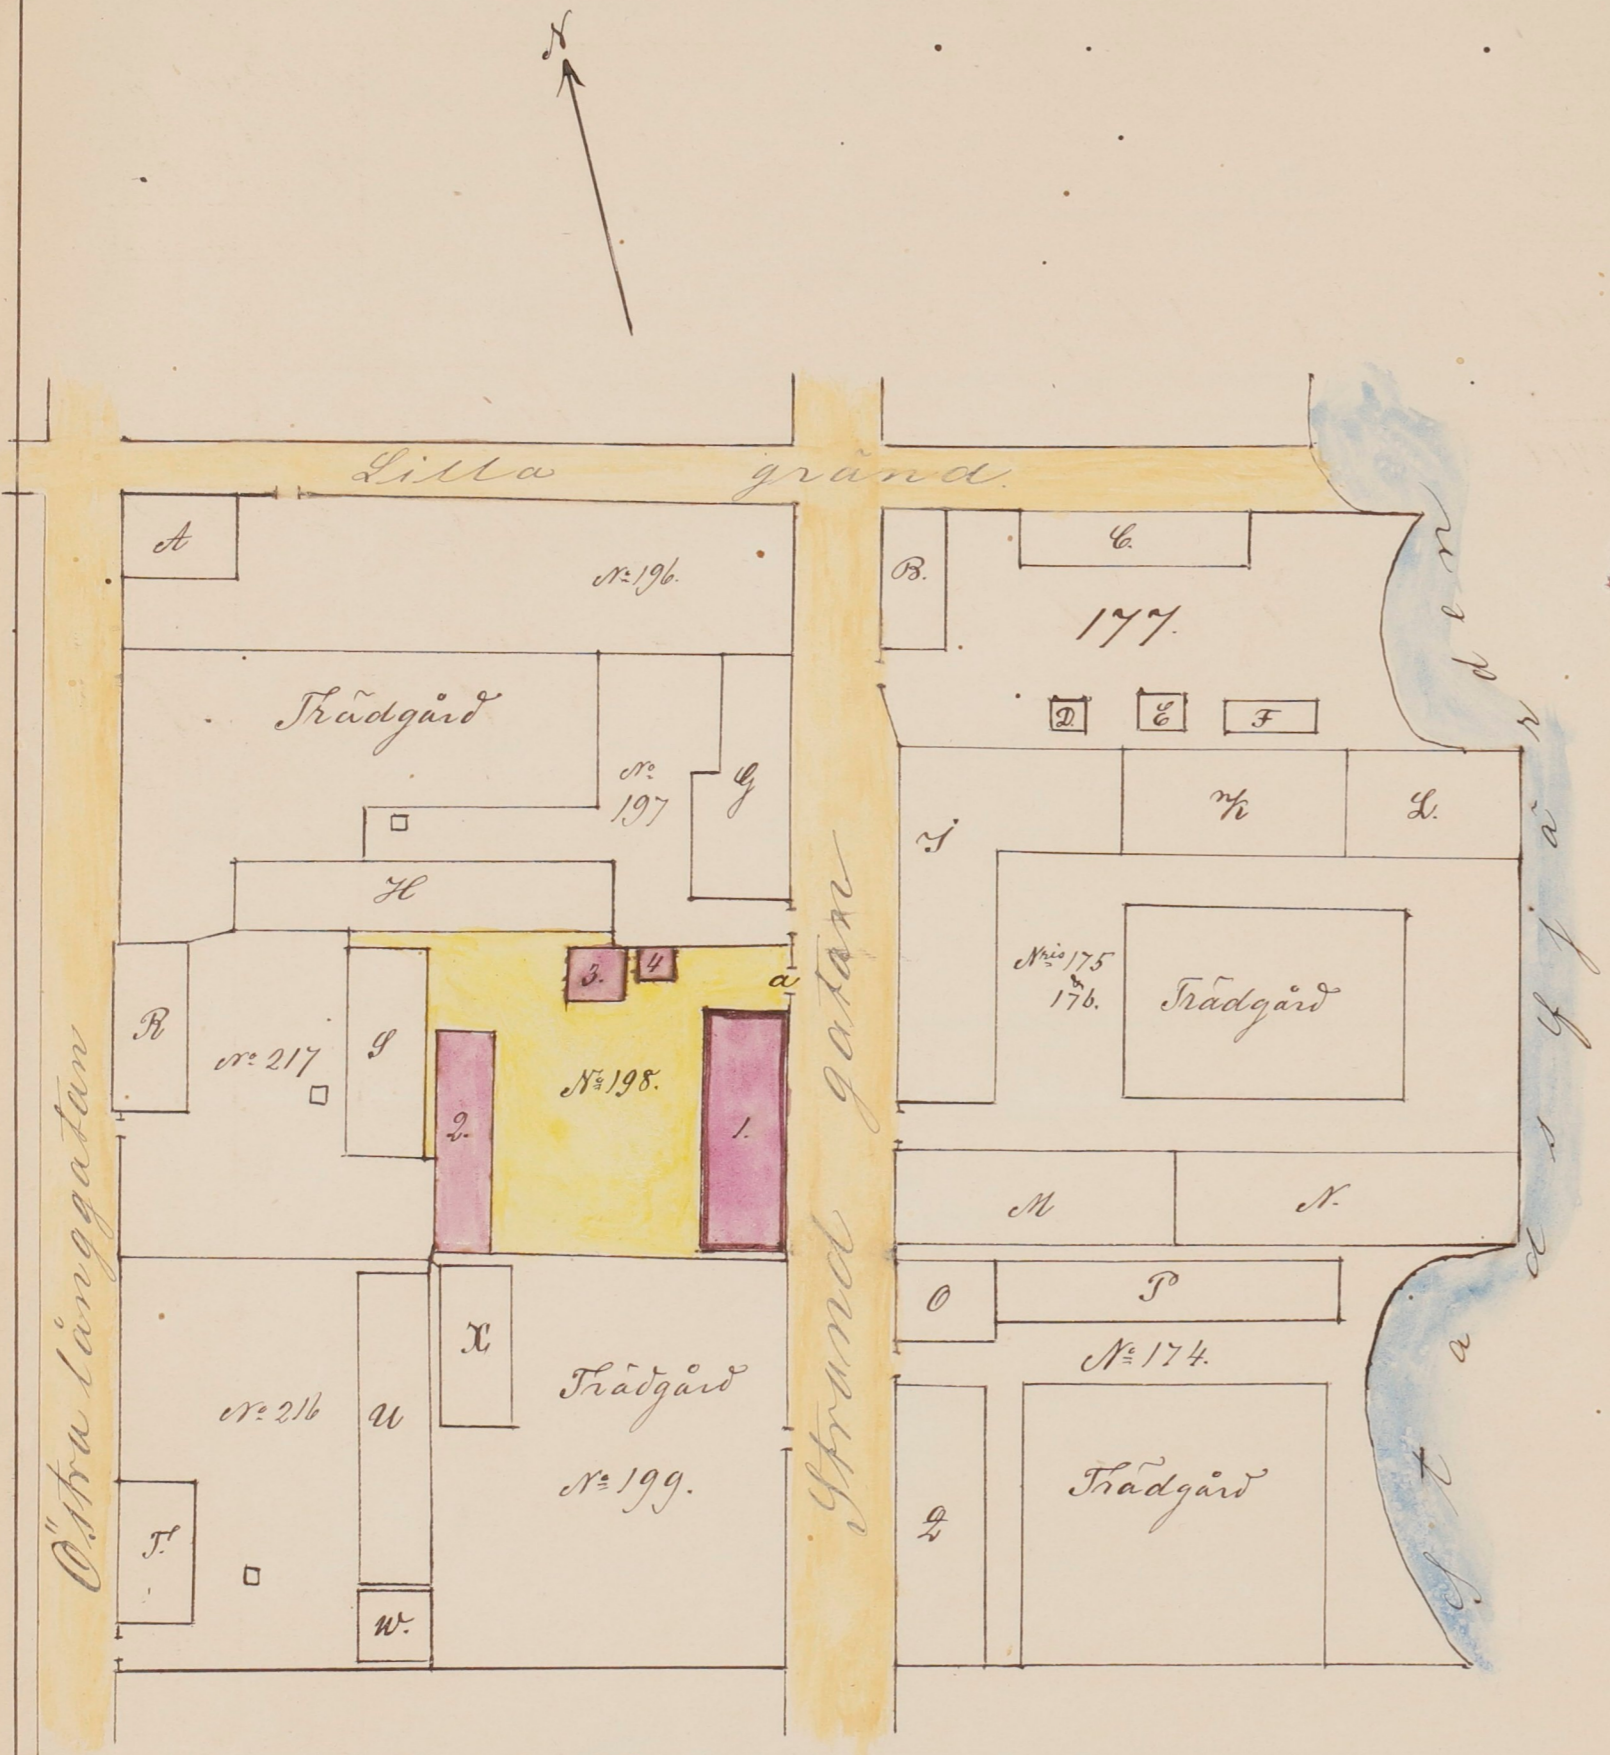 N
Lilla gränd.
A
No 196.
B.
C.
177.
Trädgård
D.
E
F
No
197
G
J
K
L.
H
3.
4
a
Nris 175
&
176.
Trädgård
R
No 217
S
No 198.
2.
1.
M
N.
O
P
X
Trädgård
No 174.
No 216
U
No 199.
Trädgård
T.
Q
W.
Östra långgatan
Strand gatan
Stadsfjärden